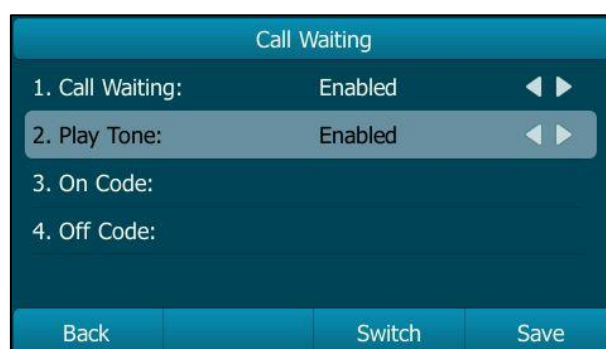 Call Waiting
1. Call Waiting: Enabled
2. Play Tone: Enabled
3. On Code:
4. Off Code:
Back Switch Save